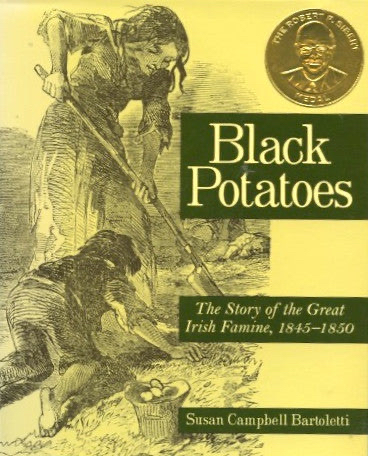 THE ROBERT F. SIBERT
MEDAL
Black
Potatoes
The Story of the Great
Irish Famine, 1845–1850
Susan Campbell Bartoletti